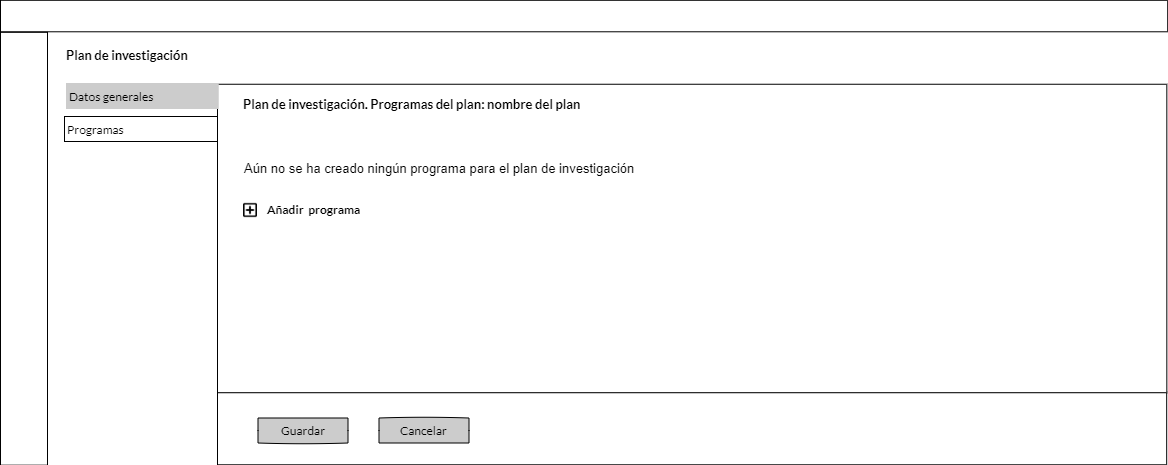 Plan de investigación
Datos generales
Programas
Plan de investigación. Programas del plan: nombre del plan
Aún no se ha creado ningún programa para el plan de investigación
Añadir programa
Guardar
Cancelar